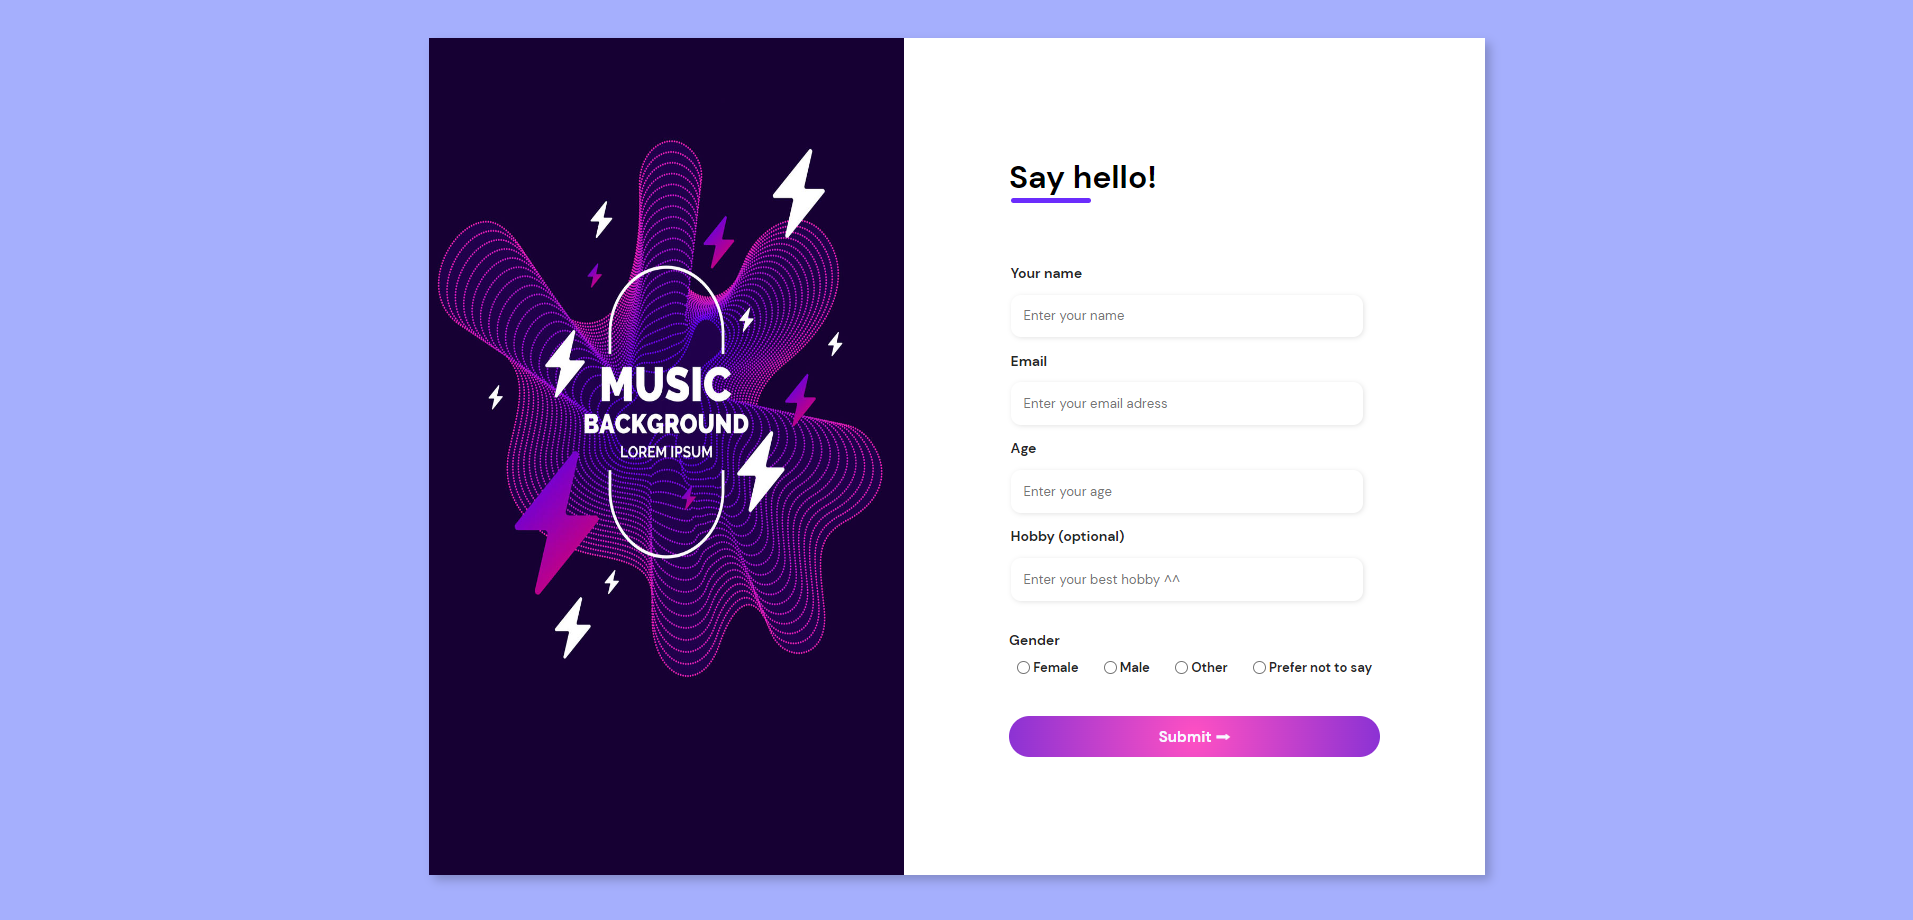 MUSIC
BACKGROUND
LOREM IPSUM
Say hello!
Your name
Enter your name
Email
Enter your email adress
Age
Enter your age
Hobby (optional)
Enter your best hobby ^^
Gender
Female Male Other Prefer not to say
Submit ➡